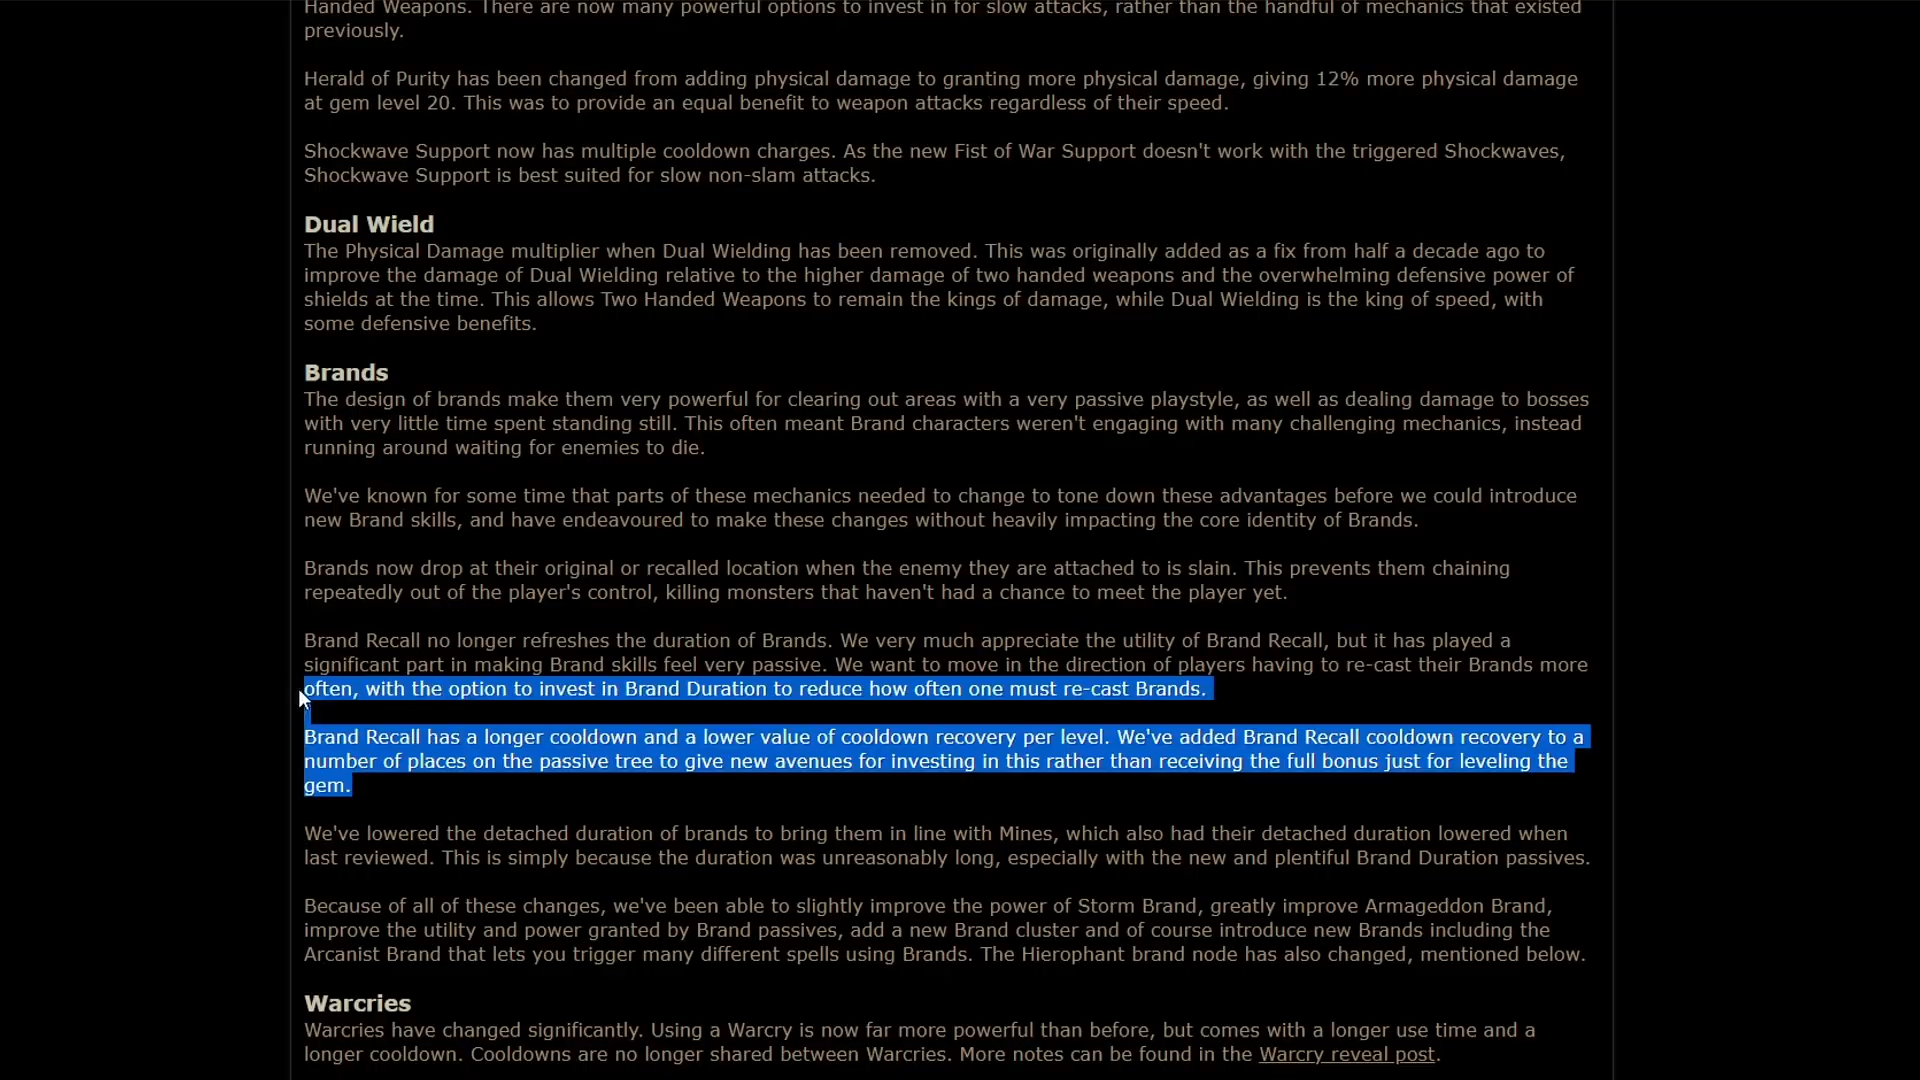 Handed Weapons. There are now many powerful options to invest in for slow attacks, rather than the handful of mechanics that existed
previously.
Herald of Purity has been changed from adding physical damage to granting more physical damage, giving 12% more physical damage
at gem level 20. This was to provide an equal benefit to weapon attacks regardless of their speed.
Shockwave Support now has multiple cooldown charges. As the new Fist of War Support doesn't work with the triggered Shockwaves,
Shockwave Support is best suited for slow non-slam attacks.
Dual Wield
The Physical Damage multiplier when Dual Wielding has been removed. This was originally added as a fix from half a decade ago to
improve the damage of Dual Wielding relative to the higher damage of two handed weapons and the overwhelming defensive power of
shields at the time. This allows Two Handed Weapons to remain the kings of damage, while Dual Wielding is the king of speed, with
some defensive benefits.
Brands
The design of brands make them very powerful for clearing out areas with a very passive playstyle, as well as dealing damage to bosses
with very little time spent standing still. This often meant Brand characters weren't engaging with many challenging mechanics, instead
running around waiting for enemies to die.
We've known for some time that parts of these mechanics needed to change to tone down these advantages before we could introduce
new Brand skills, and have endeavoured to make these changes without heavily impacting the core identity of Brands.
Brands now drop at their original or recalled location when the enemy they are attached to is slain. This prevents them chaining
repeatedly out of the player's control, killing monsters that haven't had a chance to meet the player yet.
Brand Recall no longer refreshes the duration of Brands. We very much appreciate the utility of Brand Recall, but it has played a
significant part in making Brand skills feel very passive. We want to move in the direction of players having to re-cast their Brands more
often, with the option to invest in Brand Duration to reduce how often one must re-cast Brands.
Brand Recall has a longer cooldown and a lower value of cooldown recovery per level. We've added Brand Recall cooldown recovery to a
number of places on the passive tree to give new avenues for investing in this rather than receiving the full bonus just for leveling the
gem.
We've lowered the detached duration of brands to bring them in line with Mines, which also had their detached duration lowered when
last reviewed. This is simply because the duration was unreasonably long, especially with the new and plentiful Brand Duration passives.
Because of all of these changes, we've been able to slightly improve the power of Storm Brand, greatly improve Armageddon Brand,
improve the utility and power granted by Brand passives, add a new Brand cluster and of course introduce new Brands including the
Arcanist Brand that lets you trigger many different spells using Brands. The Hierophant brand node has also changed, mentioned below.
Warcries
Warcries have changed significantly. Using a Warcry is now far more powerful than before, but comes with a longer use time and a
longer cooldown. Cooldowns are no longer shared between Warcries. More notes can be found in the Warcry reveal post.